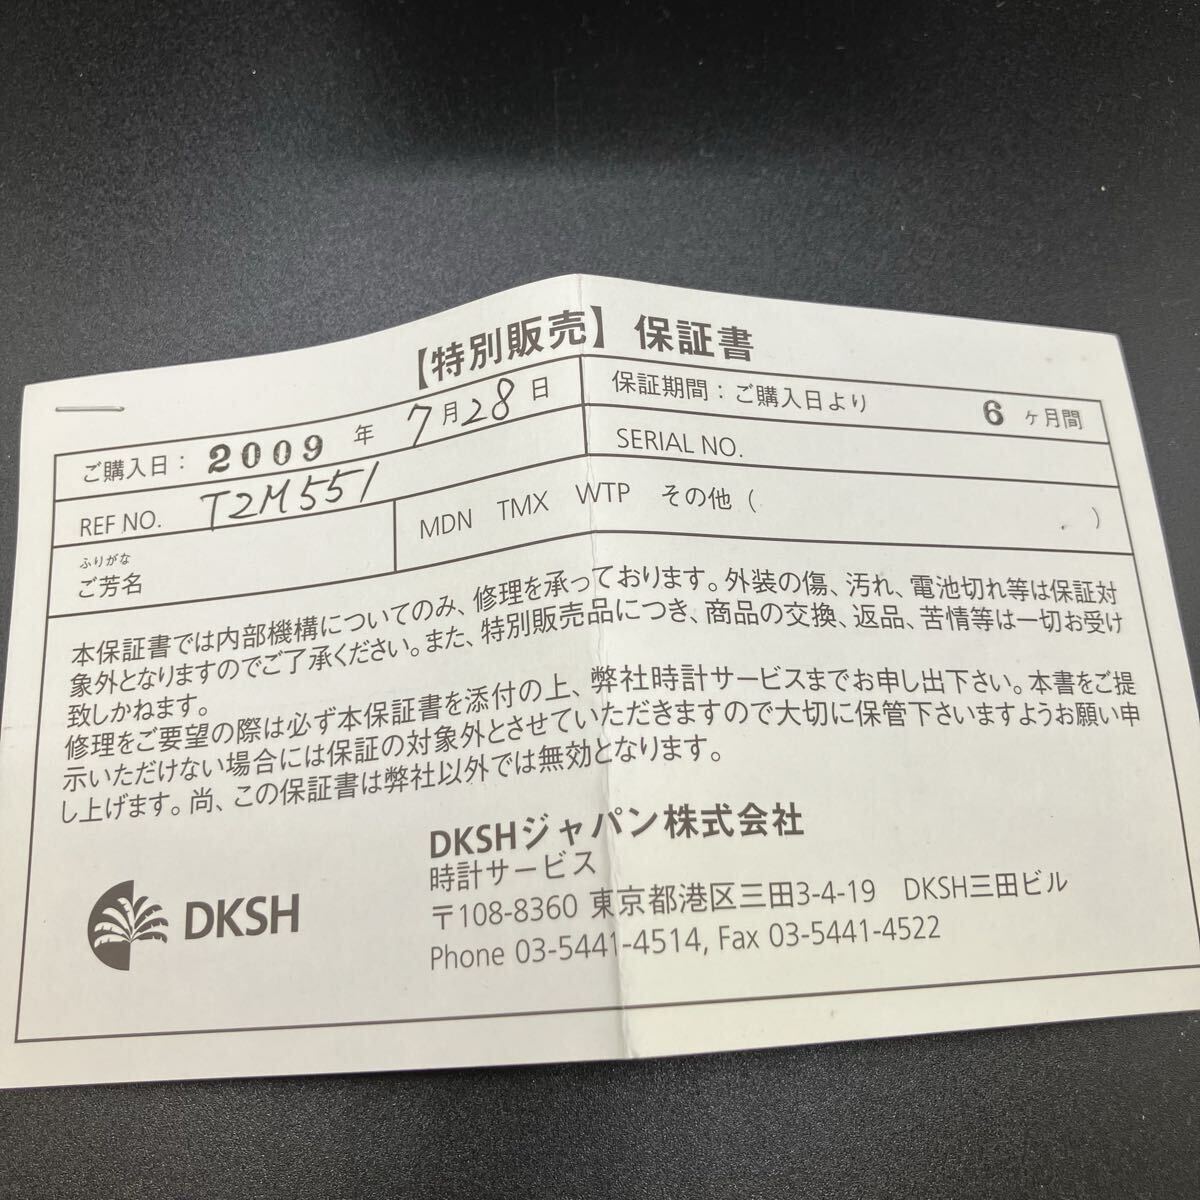 【特別販売】保証書
ご購入日：2009年 7月28日
保証期間：ご購入日より 6ヶ月間
REF NO. T2M551
SERIAL NO.
ふりがな
ご芳名
MDN TMX WTP その他（ ）
本保証書では内部機構についてのみ、修理を承っております。外装の傷、汚れ、電池切れ等は保証対
象外となりますのでご了承ください。また、特別販売品につき、商品の交換、返品、苦情等は一切お受け
致しかねます。
修理をご要望の際は必ず本保証書を添付の上、弊社時計サービスまでお申し出下さい。本書をご提
示いただけない場合には保証の対象外とさせていただきますので大切に保管下さいますようお願い申
し上げます。尚、この保証書は弊社以外では無効となります。
DKSHジャパン株式会社
時計サービス
〒108-8360 東京都港区三田3-4-19 DKSH三田ビル
Phone 03-5441-4514, Fax 03-5441-4522
DKSH